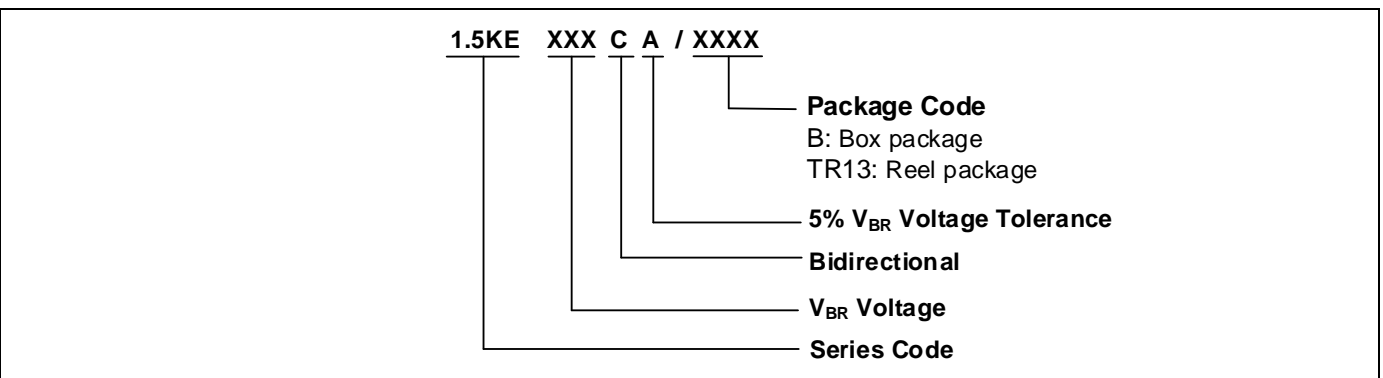 1.5KE XXX C A / XXXX
Package Code
B: Box package
TR13: Reel package
5% VBR Voltage Tolerance
Bidirectional
VBR Voltage
Series Code